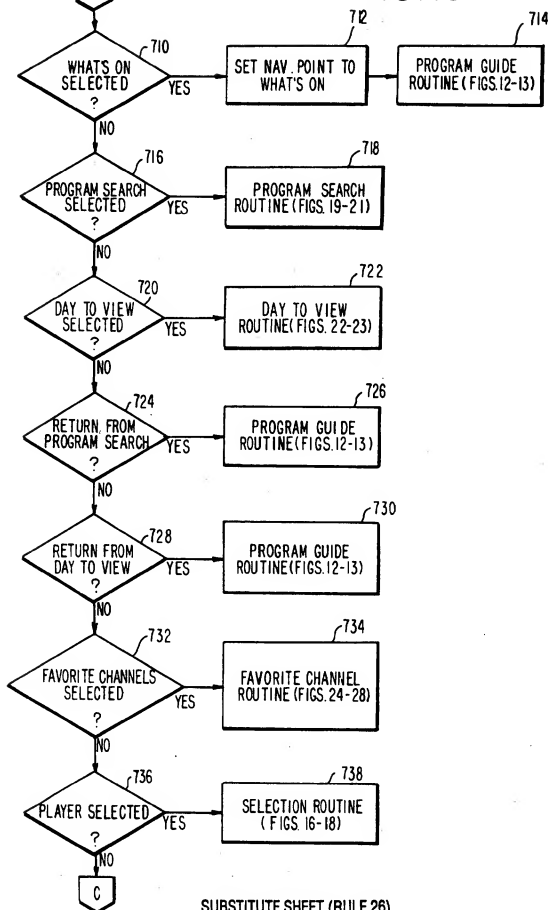 710
WHATS ON
SELECTED
?
YES
NO
712
SET NAV. POINT TO
WHAT'S ON
714
PROGRAM GUIDE
ROUTINE(FIGS.12-13)
716
PROGRAM SEARCH
SELECTED
?
YES
NO
718
PROGRAM SEARCH
ROUTINE(FIGS. 19-21)
720
DAY TO VIEW
SELECTED
?
YES
NO
722
DAY TO VIEW
ROUTINE(FIGS. 22-23)
724
RETURN FROM
PROGRAM SEARCH
?
YES
NO
726
PROGRAM GUIDE
ROUTINE(FIGS.12-13)
728
RETURN FROM
DAY TO VIEW
?
YES
NO
730
PROGRAM GUIDE
ROUTINE(FIGS.12-13)
732
FAVORITE CHANNELS
SELECTED
?
YES
NO
734
FAVORITE CHANNEL
ROUTINE (FIGS.24-28)
736
PLAYER SELECTED
?
YES
NO
738
SELECTION ROUTINE
(FIGS. 16-18)
C
SUBSTITUTE SHEET (RULE 26)